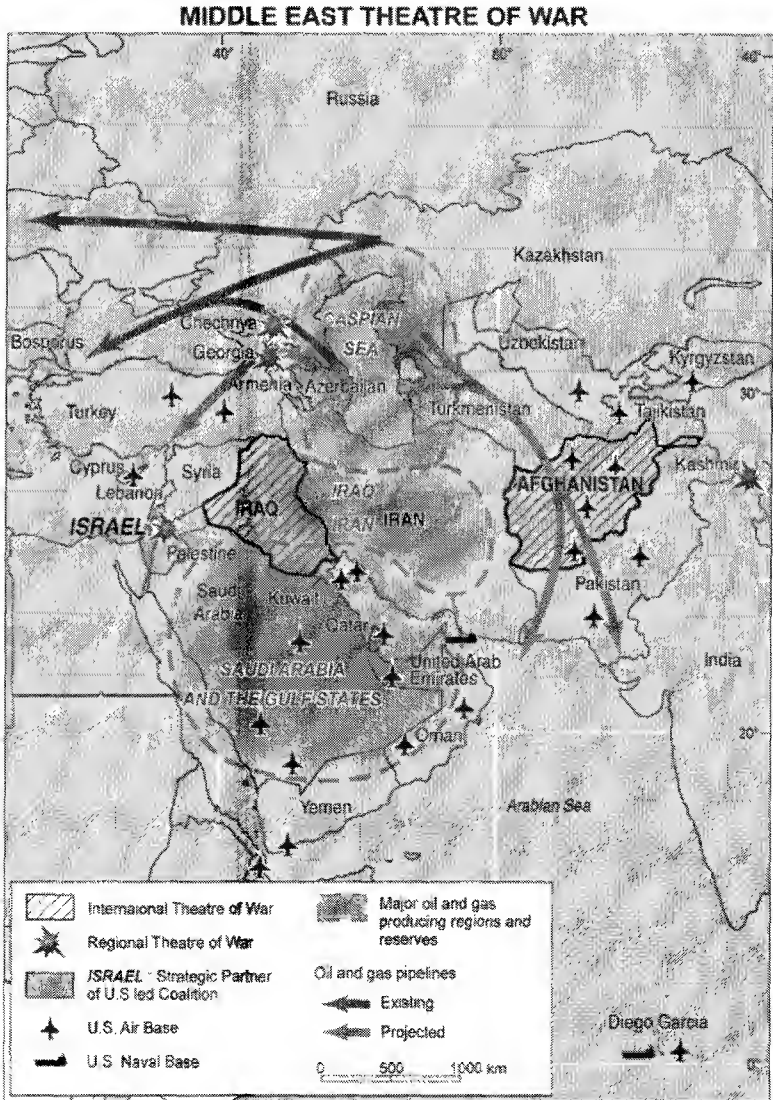 MIDDLE EAST THEATRE OF WAR
40°
60°
40°
Russia
Kazakhstan
Chechnya
CASPIAN
SEA
Bosporus
Georgia
Uzbekistan
Kyrgyzstan
Armenia
Azerbaijan
30°
Turkey
Turkmenistan
Tajikistan
Cyprus
Syria
Kashmir
Lebanon
IRAQ
AFGHANISTAN
IRAQ
ISRAEL
IRAN
IRAN
Palestine
Pakistan
Saudi
Arabia
Kuwait
Qatar
India
SAUDI ARABIA
United Arab
Emirates
AND THE GULF STATES
Oman
20°
Yemen
Arabian Sea
Internaional Theatre of War
Regional Theatre of War
ISRAEL - Strategic Partner
of U.S led Coalition
U.S. Air Base
U.S Naval Base
Major oil and gas
producing regions and
reserves
Oil and gas pipelines
Existing
Projected
0 500 1000 km
Diego Garcia
0°